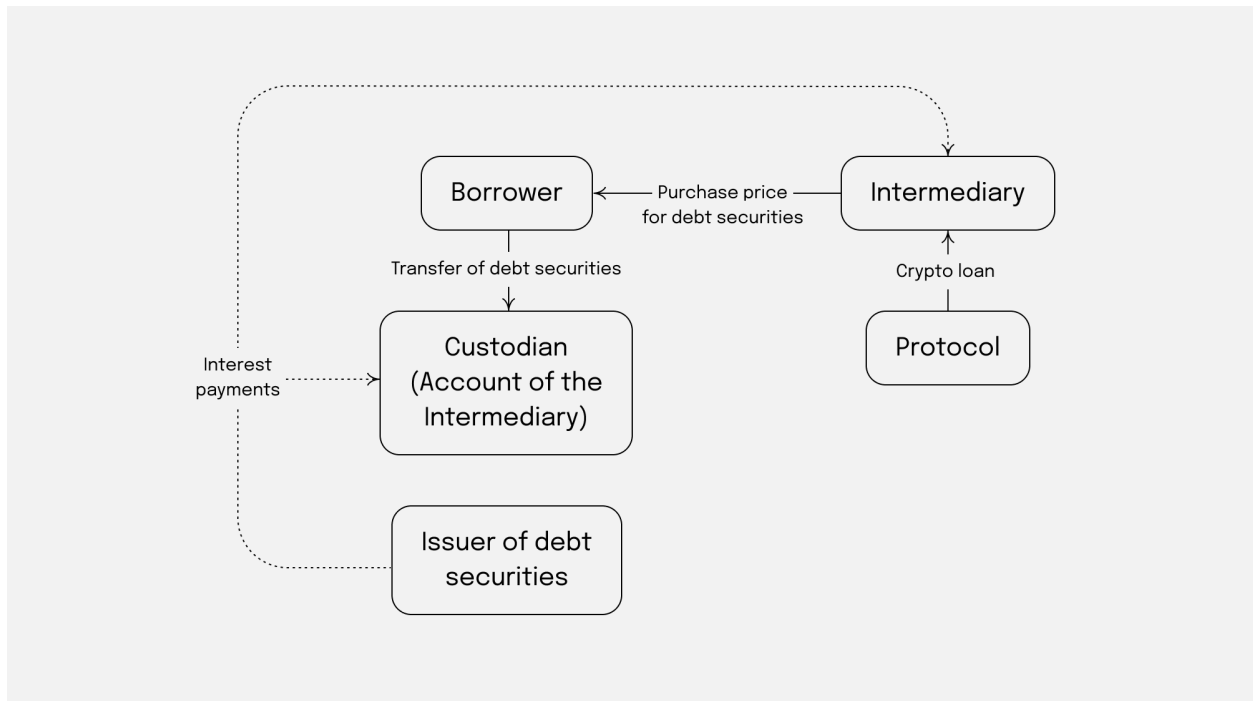 Borrower
Purchase price
for debt securities
Intermediary
Transfer of debt securities
Crypto loan
Custodian
(Account of the
Intermediary)
Protocol
Interest
payments
Issuer of debt
securities